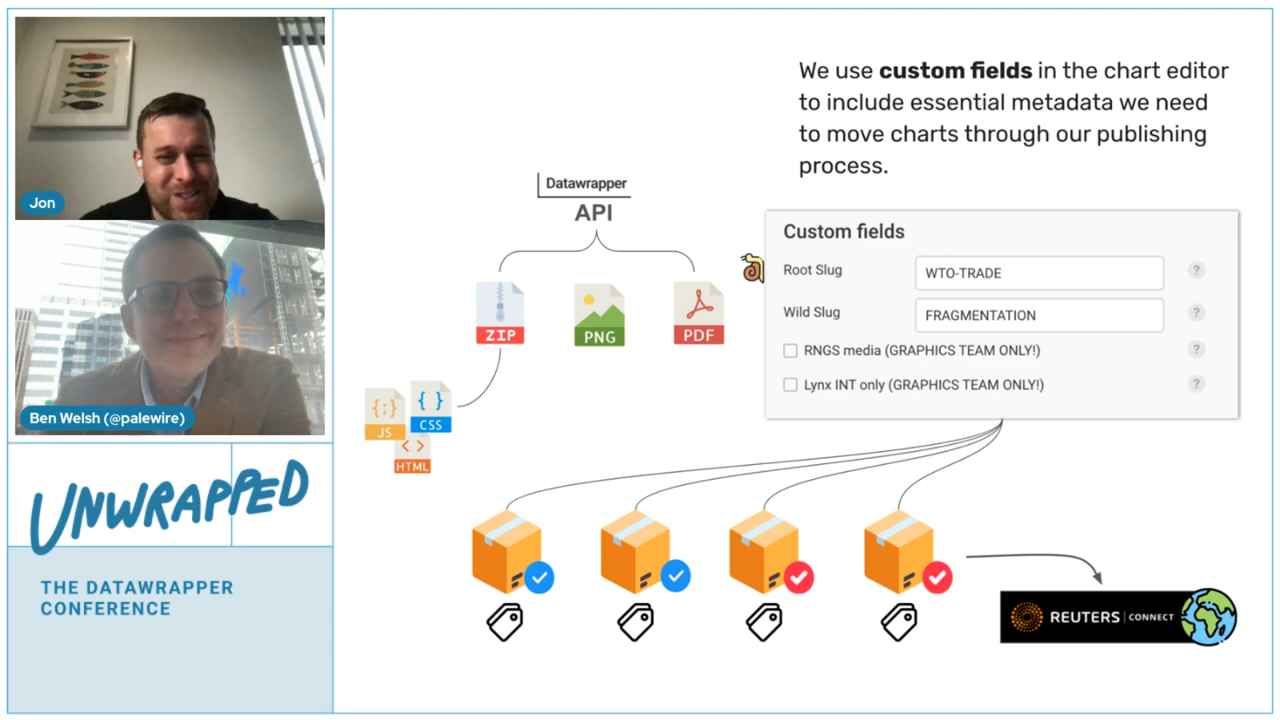 Jon
Ben Welsh (@palewire)
UNWRAPPED
THE DATAWRAPPER
CONFERENCE
We use custom fields in the chart editor
to include essential metadata we need
to move charts through our publishing
process.
Datawrapper
API
ZIP
PNG
PDF
{;}
JS
{ }
CSS
< >
HTML
Custom fields
Root Slug
WTO-TRADE
?
Wild Slug
FRAGMENTATION
?
RNGS media (GRAPHICS TEAM ONLY!)
?
Lynx INT only (GRAPHICS TEAM ONLY!)
?
REUTERS | CONNECT